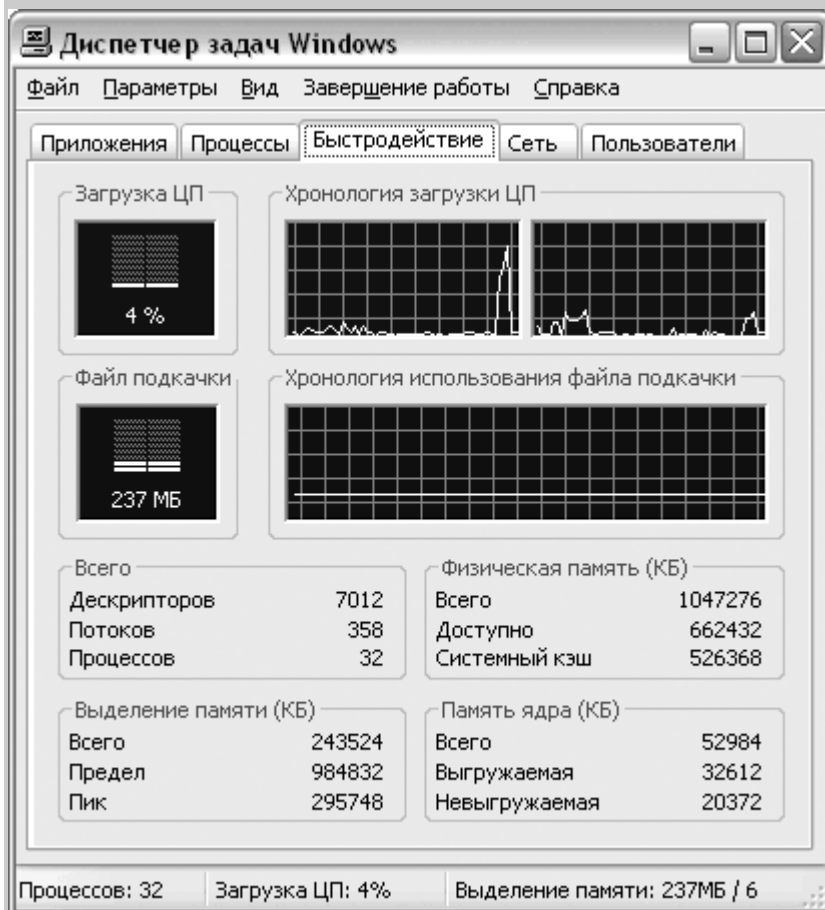 Диспетчер задач Windows
Файл Параметры Вид Завершение работы Справка
Приложения Процессы Быстродействие Сеть Пользователи
Загрузка ЦП
4 %
Хронология загрузки ЦП
Файл подкачки
237 МБ
Хронология использования файла подкачки
Всего
Дескрипторов 7012
Потоков 358
Процессов 32
Физическая память (КБ)
Всего 1047276
Доступно 662432
Системный кэш 526368
Выделение памяти (КБ)
Всего 243524
Предел 984832
Пик 295748
Память ядра (КБ)
Всего 52984
Выгружаемая 32612
Невыгружаемая 20372
Процессов: 32 Загрузка ЦП: 4% Выделение памяти: 237МБ / 6